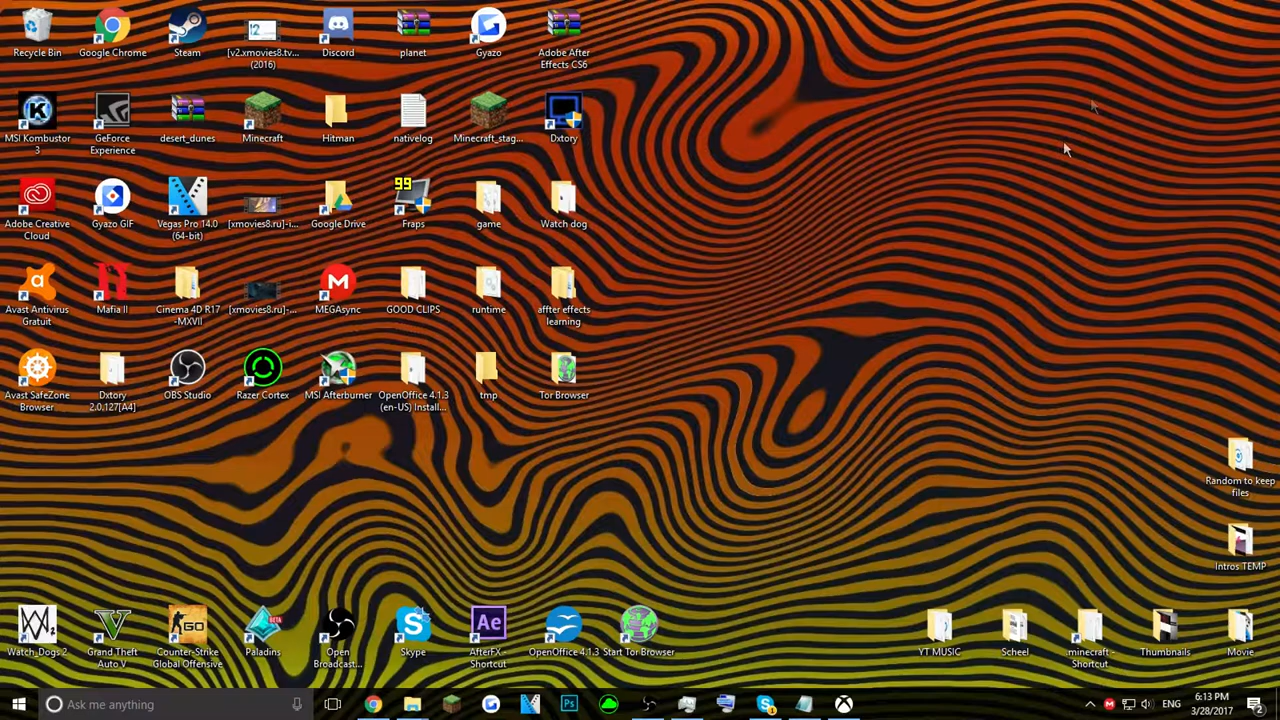 Recycle Bin
Google Chrome
Steam
[v2.xmovies8.tv...
(2016)
Discord
planet
Gyazo
Adobe After
Effects CS6
MSI Kombustor
3
GeForce
Experience
desert_dunes
Minecraft
Hitman
nativelog
Minecraft_stag...
Dxtory
Adobe Creative
Cloud
Gyazo GIF
Vegas Pro 14.0
(64-bit)
[xmovies8.ru]-i...
Google Drive
99
Fraps
game
Watch dog
Avast Antivirus
Gratuit
Mafia II
Cinema 4D R17
-MXVII
[xmovies8.ru]-...
MEGAsync
GOOD CLIPS
runtime
affter effects
learning
Avast SafeZone
Browser
Dxtory
2.0.127[A4]
OBS Studio
Razer Cortex
MSI Afterburner
OpenOffice 4.1.3
(en-US) Install...
tmp
Tor Browser
Random to keep
files
Intros TEMP
Watch_Dogs 2
Grand Theft
Auto V
GO
Counter-Strike
Global Offensive
BETA
Paladins
Open
Broadcast...
Skype
Ae
AfterFX -
Shortcut
OpenOffice 4.1.3
Start Tor Browser
YT MUSIC
Scheel
.minecraft -
Shortcut
Thumbnails
Movie
Ask me anything
Ps
ENG
6:13 PM
3/28/2017
2